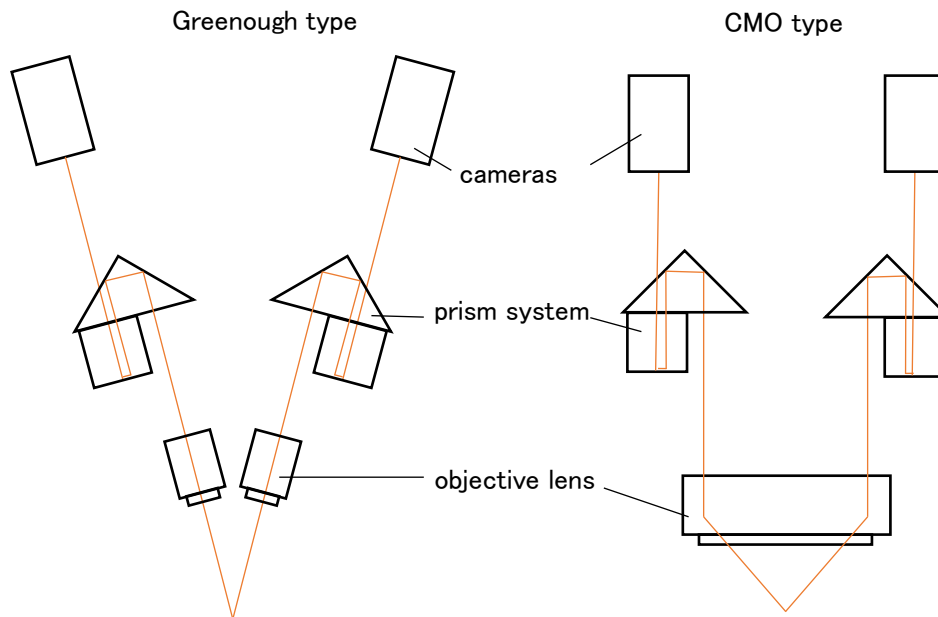 Greenough type
CMO type
cameras
prism system
objective lens